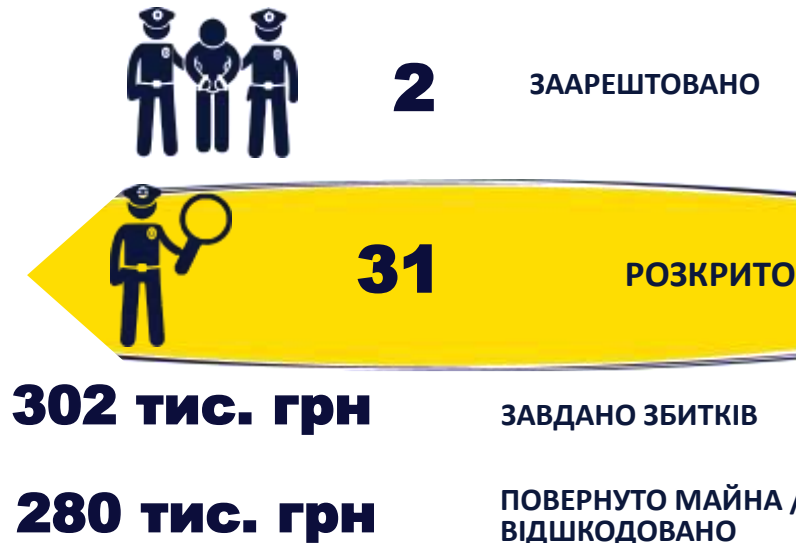 2 ЗААРЕШТОВАНО
31 РОЗКРИТО
302 тис. грн ЗАВДАНО ЗБИТКІВ
280 тис. грн ПОВЕРНУТО МАЙНА /
ВІДШКОДОВАНО